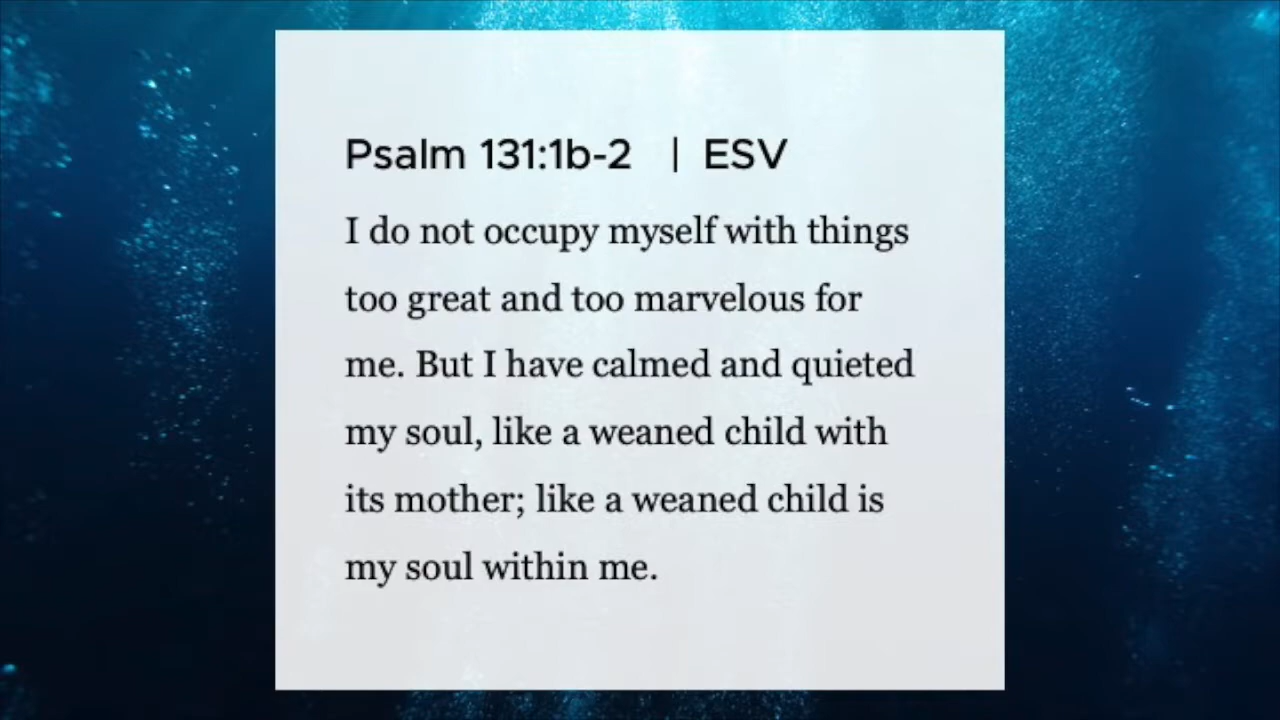 Psalm 131:1b-2 | ESV
I do not occupy myself with things
too great and too marvelous for
me. But I have calmed and quieted
my soul, like a weaned child with
its mother; like a weaned child is
my soul within me.